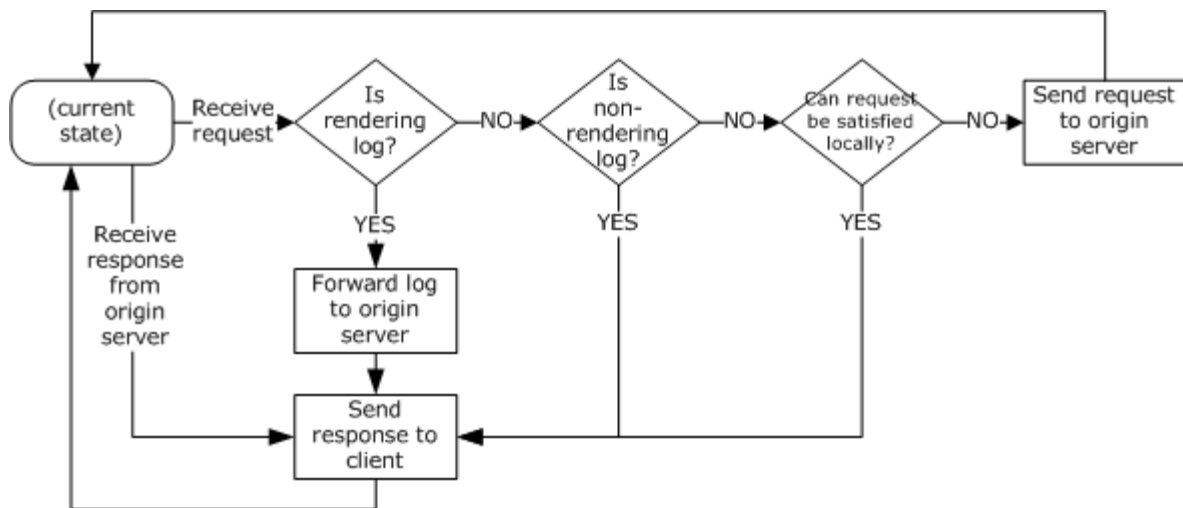 (current
state)
Receive
request
Is
rendering
log?
NO
Is
non-
rendering
log?
NO
Can request
be satisfied
locally?
NO
Send request
to origin
server
YES
YES
YES
Receive
response
from
origin
server
Forward log
to origin
server
Send
response to
client